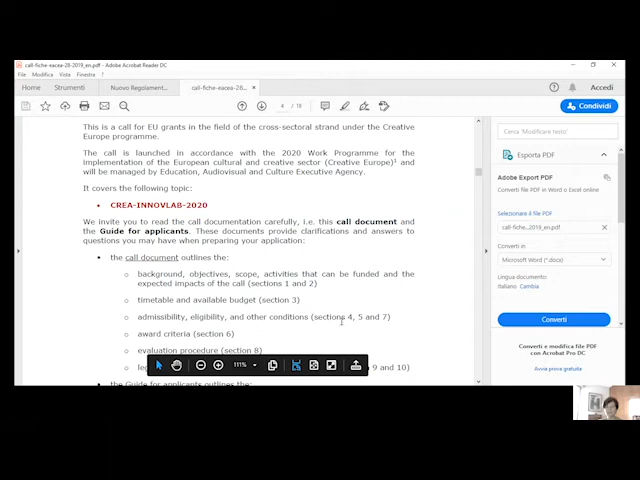 call-fiche-eacea-28-2019_en.pdf - Adobe Acrobat Reader DC
File Modifica Vista Finestra ?
Home Strumenti Nuovo Regolament... call-fiche-eacea-28... × Accedi
4 / 18 Condividi
This is a call for EU grants in the field of the cross-sectoral strand under the Creative
Europe programme.
The call is launched in accordance with the 2020 Work Programme for the
implementation of the European cultural and creative sector (Creative Europe)¹ and
will be managed by Education, Audiovisual and Culture Executive Agency.
It covers the following topic:
• CREA-INNOVLAB-2020
We invite you to read the call documentation carefully, i.e. this call document and
the Guide for applicants. These documents provide clarifications and answers to
questions you may have when preparing your application:
• the call document outlines the:
o background, objectives, scope, activities that can be funded and the
expected impacts of the call (sections 1 and 2)
o timetable and available budget (section 3)
o admissibility, eligibility, and other conditions (sections 4, 5 and 7)
o award criteria (section 6)
o evaluation procedure (section 8)
o 9 and 10)
• the Guide for applicants outlines the:
111%
Cerca 'Modificare testo'
Esporta PDF
Adobe Export PDF
Converti file PDF in Word o Excel online
Selezionare il file PDF
call-fiche...2019_en.pdf ×
Converti in
Microsoft Word (*.docx)
Lingua documento:
Italiano Cambia
Converti
Converti e modifica file PDF
con Acrobat Pro DC
Avvia prova gratuita